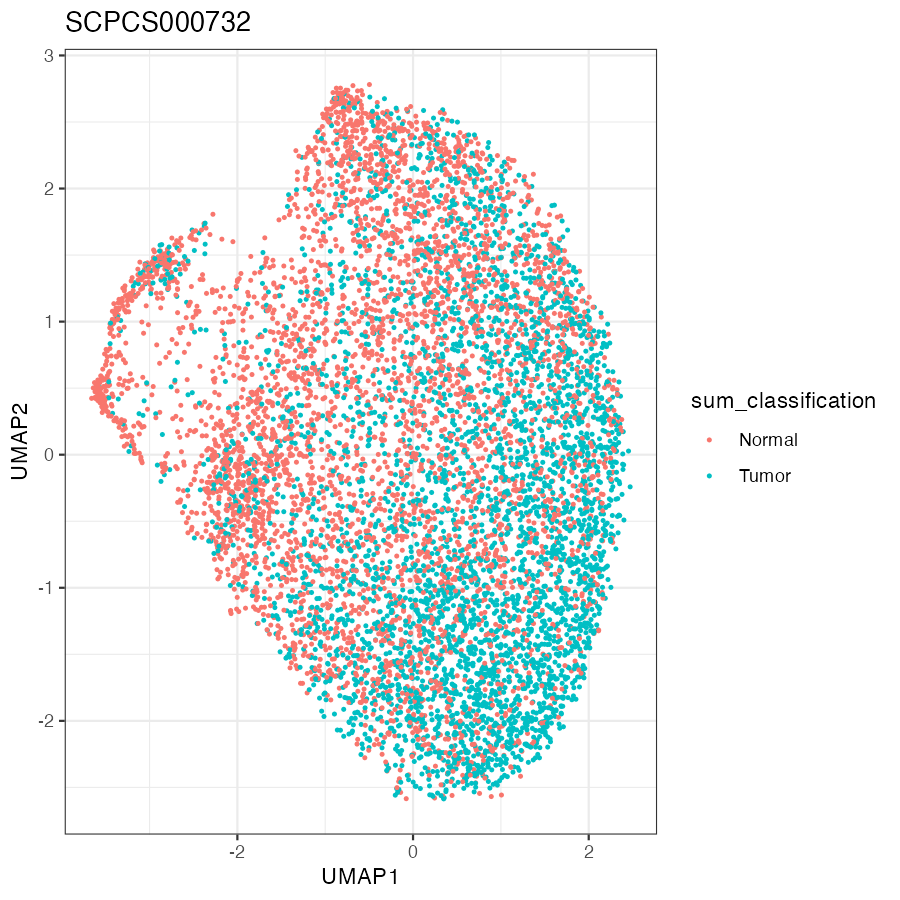 SCPCS000732
3
2
1
0
-1
-2
UMAP2
-2
0
2
UMAP1
sum_classification
Normal
Tumor